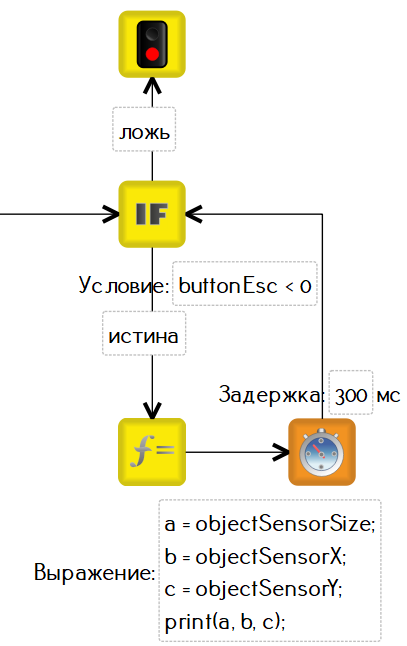 ложь
IF
Условие: buttonEsc < 0
истина
Задержка: 300 мс
f=
Выражение:
a = objectSensorSize;
b = objectSensorX;
c = objectSensorY;
print(a, b, c);